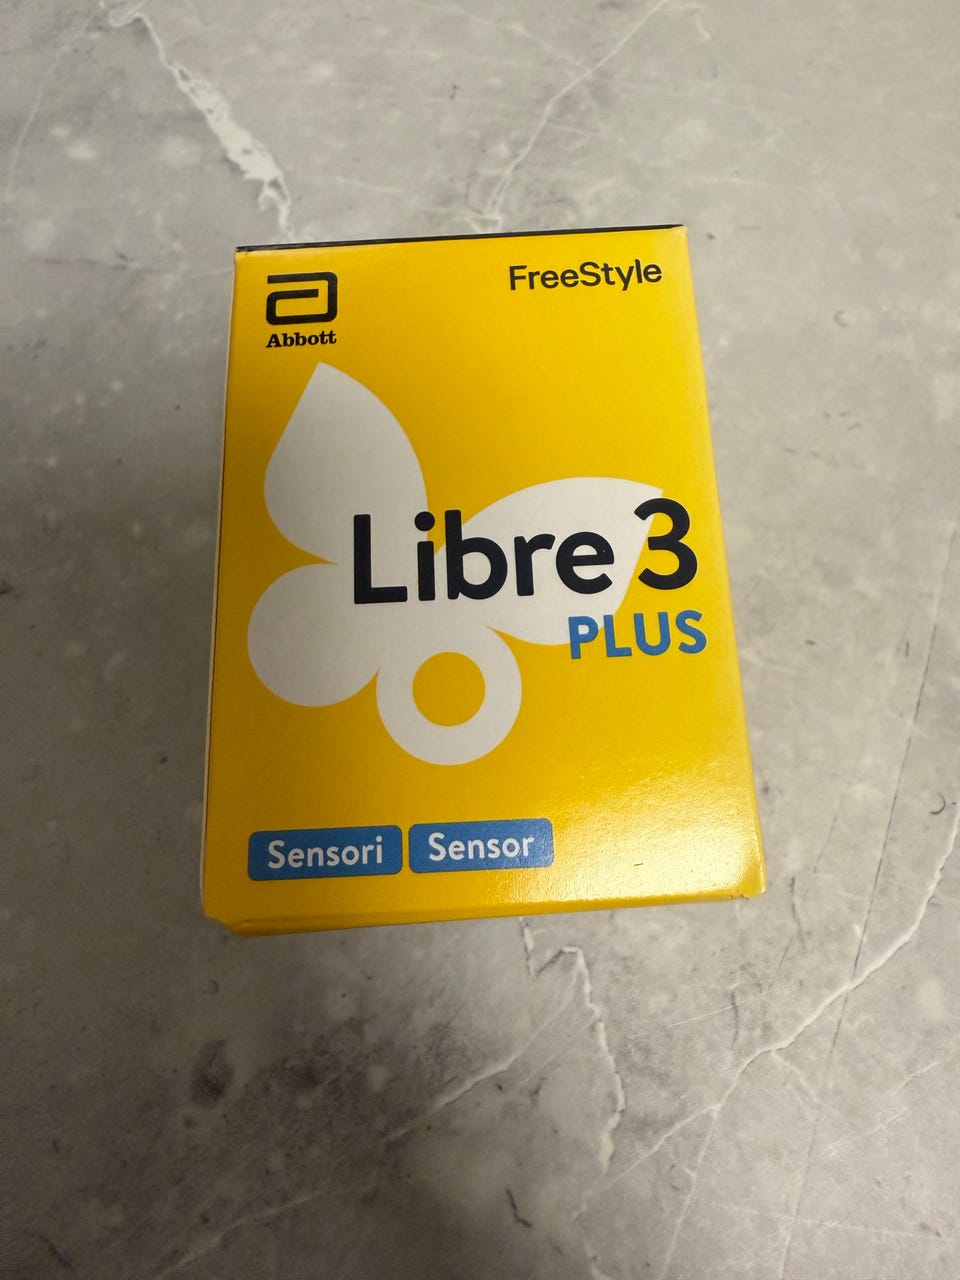 Abbott
FreeStyle
Libre 3
PLUS
Sensori
Sensor